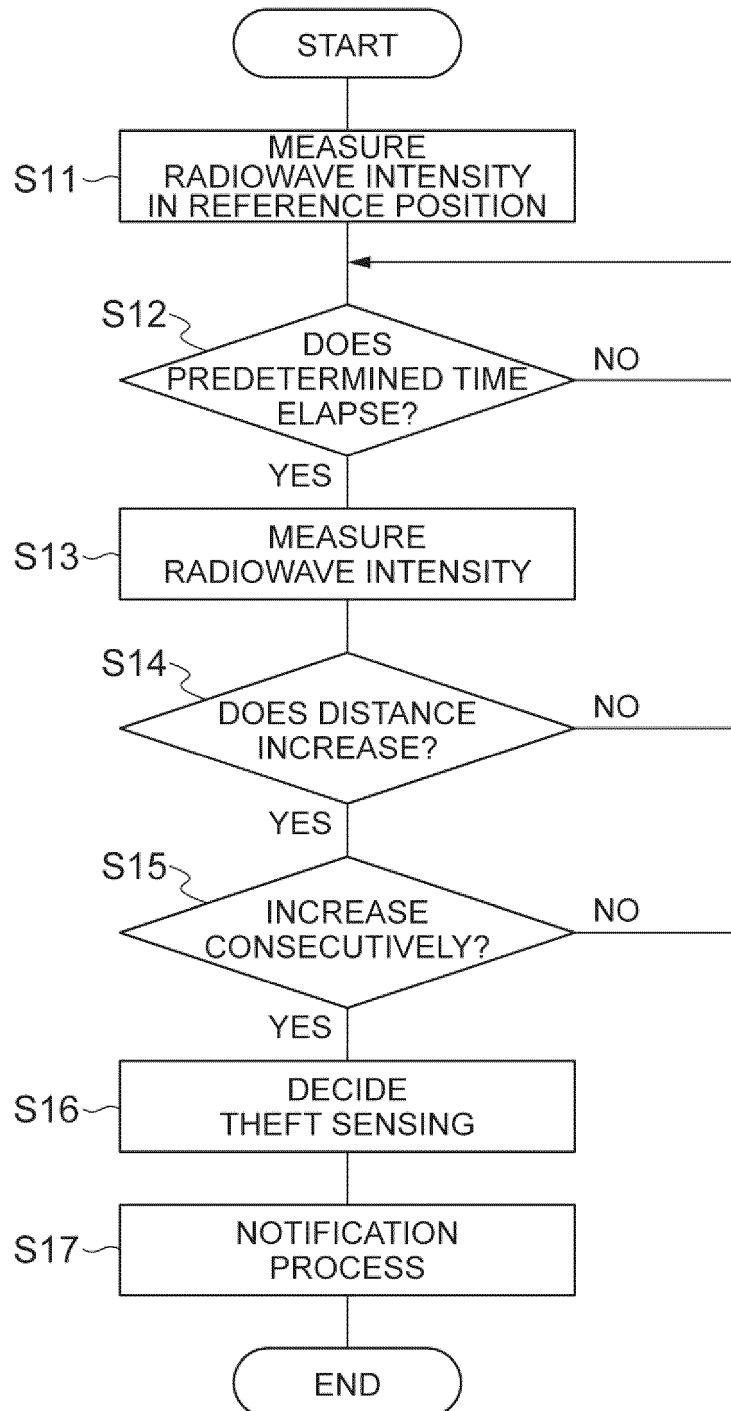 START
S11
MEASURE
RADIOWAVE INTENSITY
IN REFERENCE POSITION
S12
DOES
PREDETERMINED TIME
ELAPSE?
NO
YES
S13
MEASURE
RADIOWAVE INTENSITY
S14
DOES DISTANCE
INCREASE?
NO
YES
S15
INCREASE
CONSECUTIVELY?
NO
YES
S16
DECIDE
THEFT SENSING
S17
NOTIFICATION
PROCESS
END